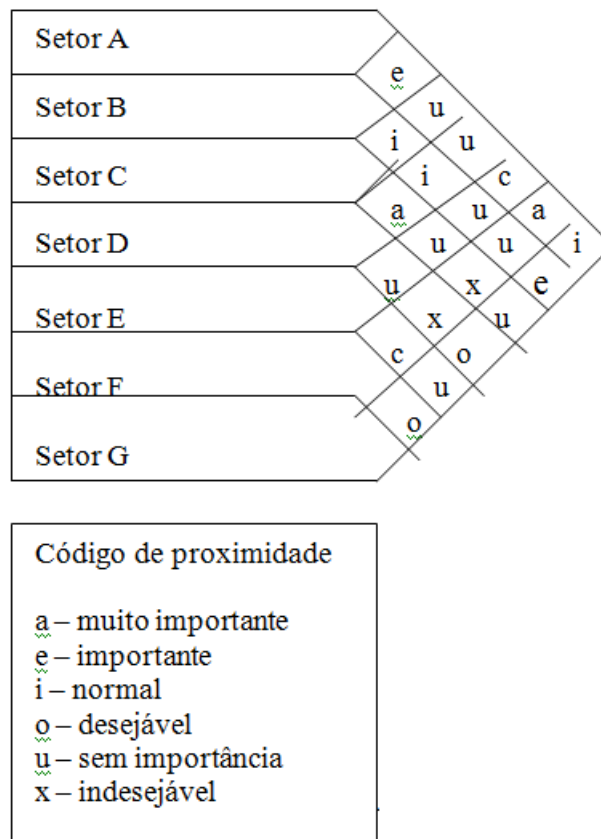 Setor A
e
Setor B u
i u
Setor C i c
a u a
Setor D u u i
u x e
Setor E x u
c o
Setor F u
o
Setor G
Código de proximidade
a – muito importante
e – importante
i – normal
o – desejável
u – sem importância
x – indesejável